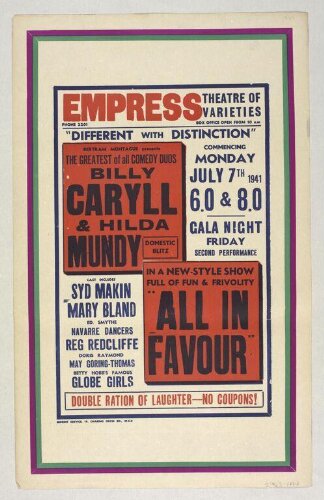 EMPRESS THEATRE OF VARIETIES
PHONE 2201 BOX OFFICE OPEN FROM 10 A.M.
"DIFFERENT WITH DISTINCTION"
BERTRAM MONTAGUE presents
THE GREATEST of all COMEDY DUOS
BILLY
CARYLL
& HILDA
MUNDY
DOMESTIC
BLITZ
COMMENCING
MONDAY
JULY 7TH 1941
6.0 & 8.0
GALA NIGHT
FRIDAY
SECOND PERFORMANCE
CAST INCLUDES
SYD MAKIN
MARY BLAND
ED. SMYTHE
NAVARRE DANCERS
REG REDCLIFFE
DORIS RAYMOND
MAY GORING-THOMAS
BETTY HOBB'S FAMOUS
GLOBE GIRLS
IN A NEW-STYLE SHOW
FULL OF FUN & FRIVOLITY
"ALL IN
FAVOUR"
DOUBLE RATION OF LAUGHTER—NO COUPONS!